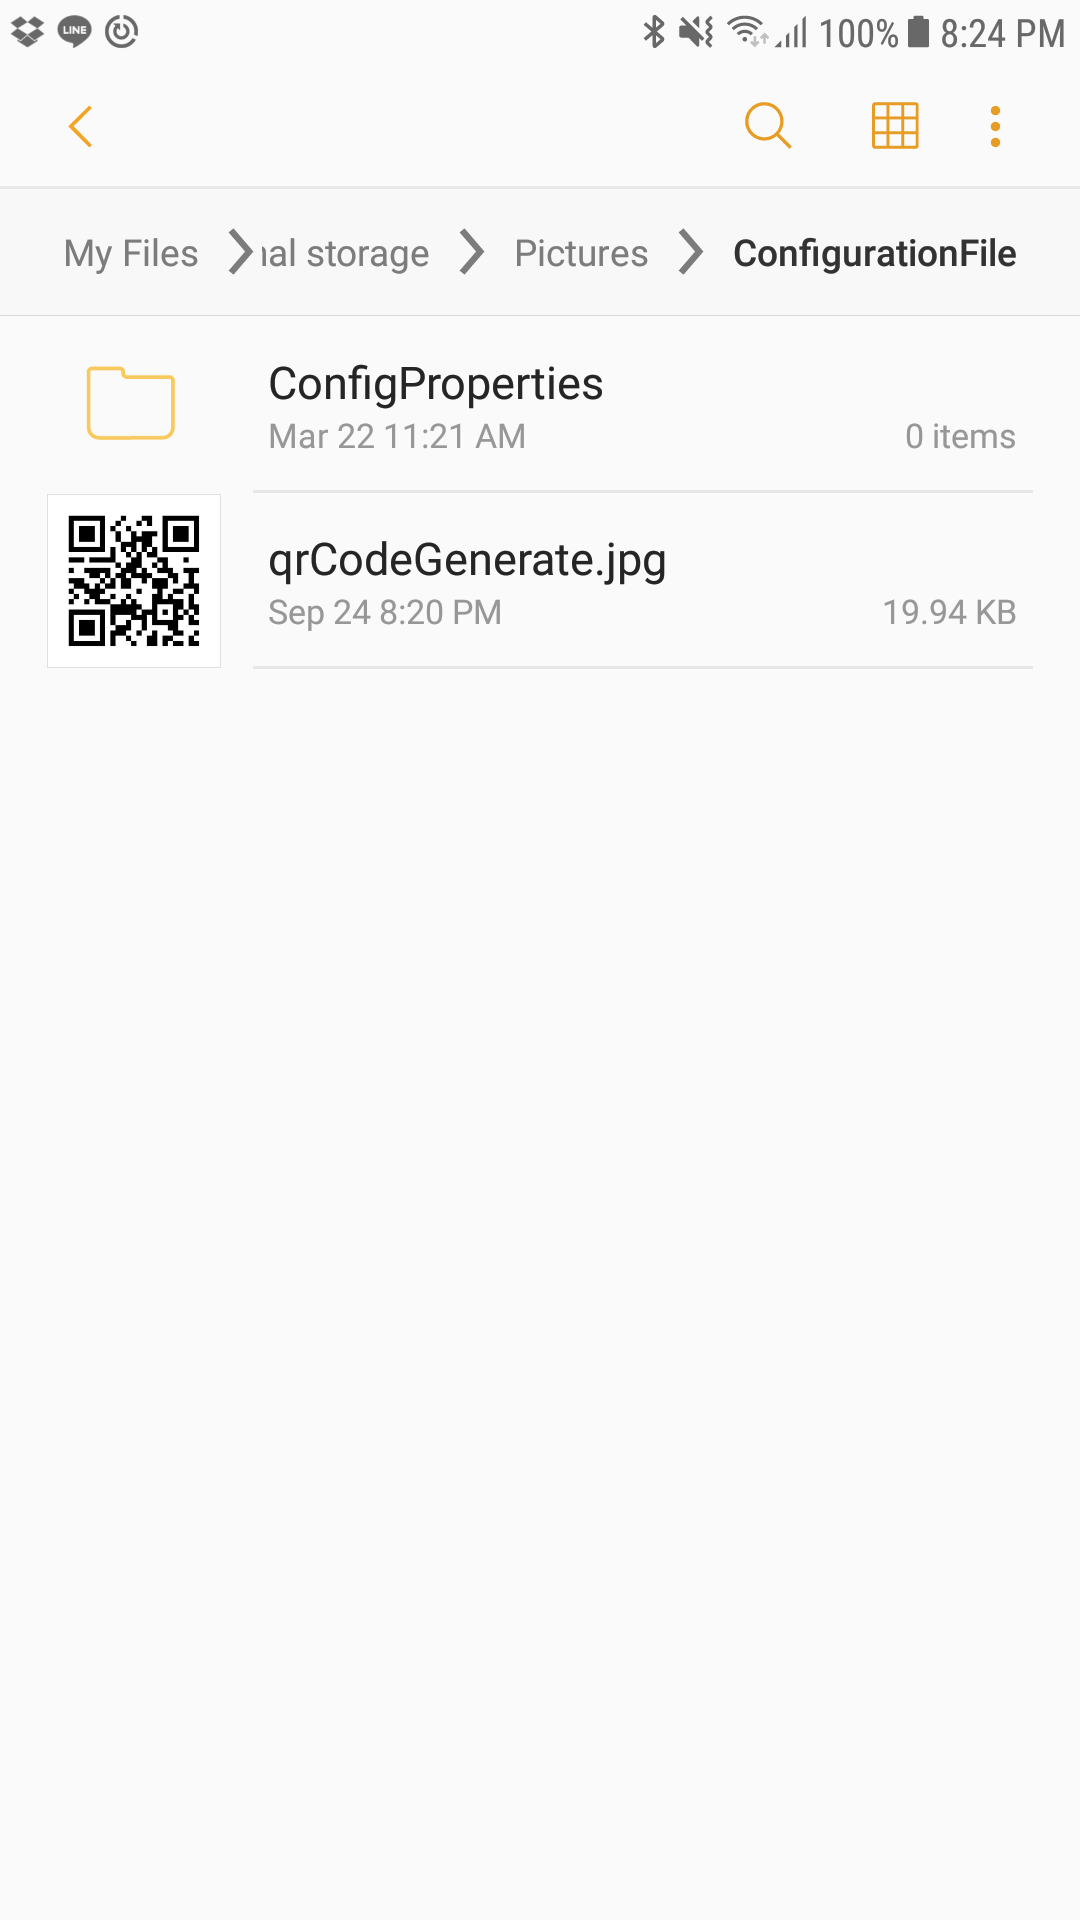 LINE 100% 8:24 PM
My Files nal storage Pictures ConfigurationFile
ConfigProperties
Mar 22 11:21 AM 0 items
qrCodeGenerate.jpg
Sep 24 8:20 PM 19.94 KB